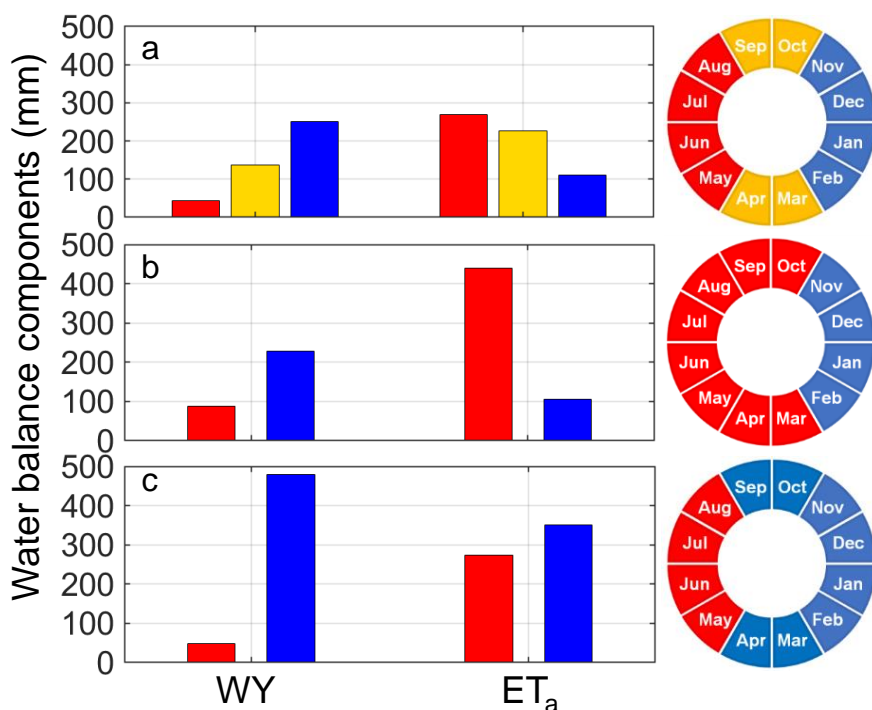 Water balance components (mm)
a
500
400
300
200
100
0
Sep Oct
Aug Nov
Jul Dec
Jun Jan
May Feb
Apr Mar
b
500
400
300
200
100
0
Sep Oct
Aug Nov
Jul Dec
Jun Jan
May Feb
Apr Mar
c
500
400
300
200
100
0
Sep Oct
Aug Nov
Jul Dec
Jun Jan
May Feb
Apr Mar
WY ETa